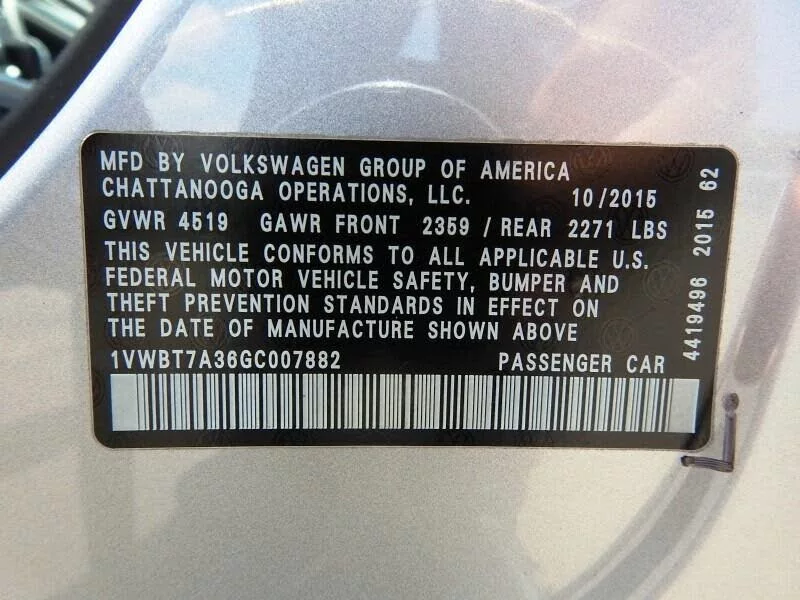 MFD BY VOLKSWAGEN GROUP OF AMERICA
CHATTANOOGA OPERATIONS, LLC. 10/2015
GVWR 4519 GAWR FRONT 2359 / REAR 2271 LBS
THIS VEHICLE CONFORMS TO ALL APPLICABLE U.S.
FEDERAL MOTOR VEHICLE SAFETY, BUMPER AND
THEFT PREVENTION STANDARDS IN EFFECT ON
THE DATE OF MANUFACTURE SHOWN ABOVE
1VWBT7A36GC007882 PASSENGER CAR
4419496 2015 62